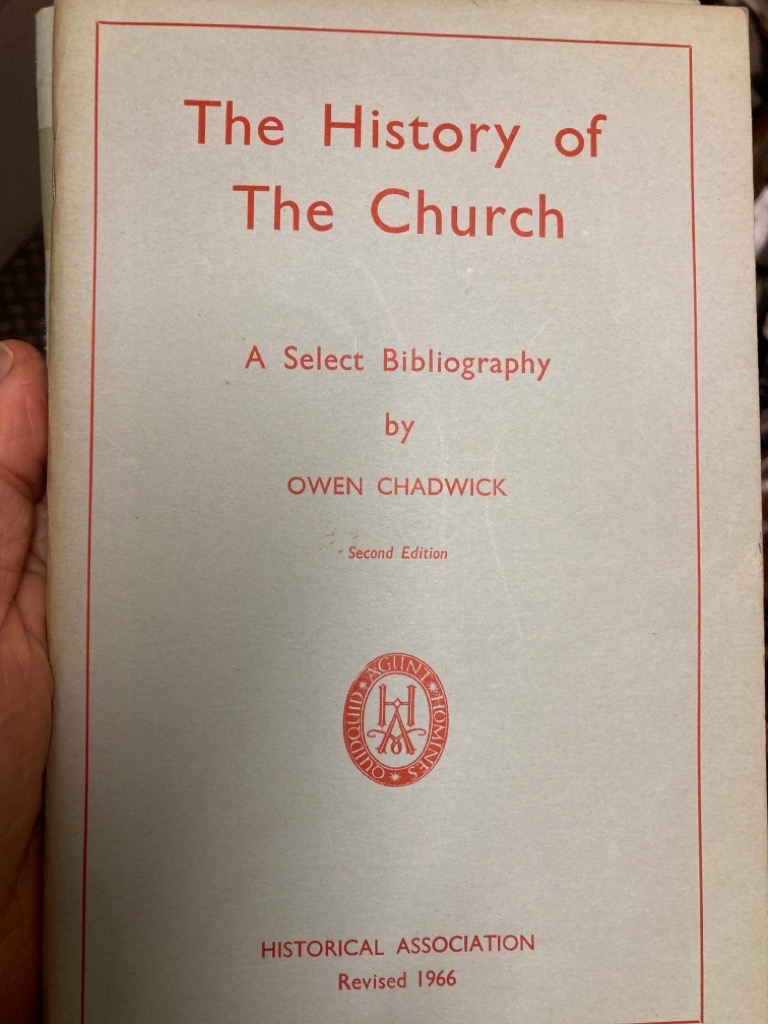 The History of
The Church
A Select Bibliography
by
OWEN CHADWICK
Second Edition
QUIDQUID * AGUNT * HOMINES *
HA
HISTORICAL ASSOCIATION
Revised 1966